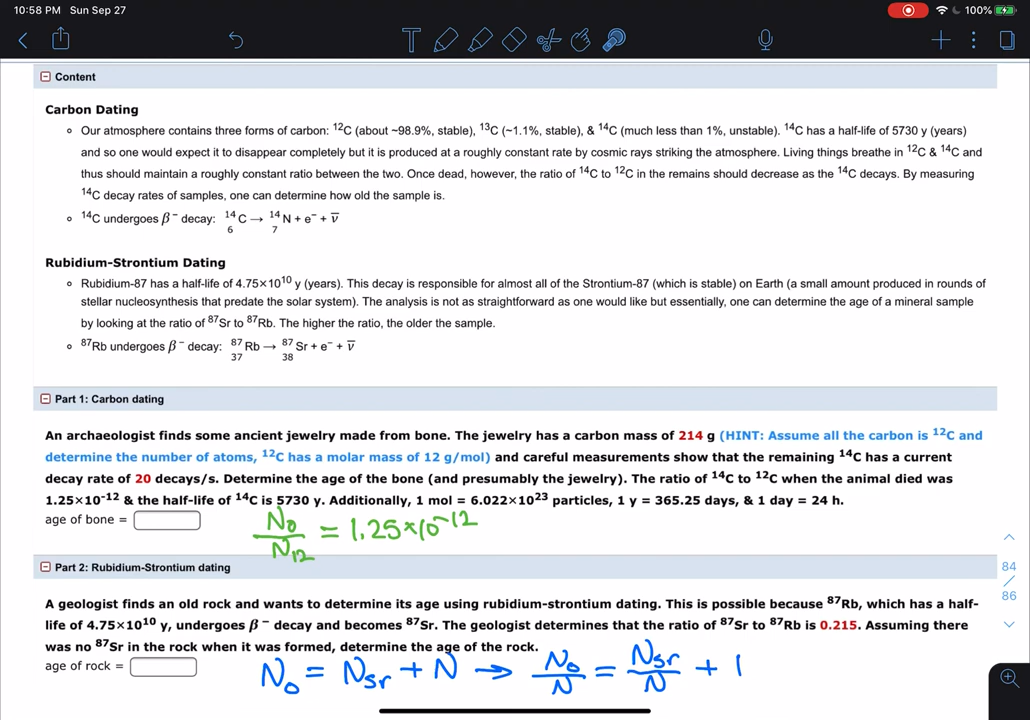 10:58 PM Sun Sep 27 100%
Content
Carbon Dating
Our atmosphere contains three forms of carbon: ¹²C (about ~98.9%, stable), ¹³C (~1.1%, stable), & ¹⁴C (much less than 1%, unstable). ¹⁴C has a half-life of 5730 y (years)
and so one would expect it to disappear completely but it is produced at a roughly constant rate by cosmic rays striking the atmosphere. Living things breathe in ¹²C & ¹⁴C and
thus should maintain a roughly constant ratio between the two. Once dead, however, the ratio of ¹⁴C to ¹²C in the remains should decrease as the ¹⁴C decays. By measuring
¹⁴C decay rates of samples, one can determine how old the sample is.
¹⁴C undergoes β⁻ decay: ¹⁴₆C → ¹⁴₇N + e⁻ + ν̅
Rubidium-Strontium Dating
Rubidium-87 has a half-life of 4.75×10¹⁰ y (years). This decay is responsible for almost all of the Strontium-87 (which is stable) on Earth (a small amount produced in rounds of
stellar nucleosynthesis that predate the solar system). The analysis is not as straightforward as one would like but essentially, one can determine the age of a mineral sample
by looking at the ratio of ⁸⁷Sr to ⁸⁷Rb. The higher the ratio, the older the sample.
⁸⁷Rb undergoes β⁻ decay: ⁸⁷₃₇Rb → ⁸⁷₃₈Sr + e⁻ + ν̅
Part 1: Carbon dating
An archaeologist finds some ancient jewelry made from bone. The jewelry has a carbon mass of 214 g (HINT: Assume all the carbon is ¹²C and
determine the number of atoms, ¹²C has a molar mass of 12 g/mol) and careful measurements show that the remaining ¹⁴C has a current
decay rate of 20 decays/s. Determine the age of the bone (and presumably the jewelry). The ratio of ¹⁴C to ¹²C when the animal died was
1.25×10⁻¹² & the half-life of ¹⁴C is 5730 y. Additionally, 1 mol = 6.022×10²³ particles, 1 y = 365.25 days, & 1 day = 24 h.
age of bone =
N₀/N₁₂ = 1.25×10⁻¹²
Part 2: Rubidium-Strontium dating
A geologist finds an old rock and wants to determine its age using rubidium-strontium dating. This is possible because ⁸⁷Rb, which has a half-
life of 4.75×10¹⁰ y, undergoes β⁻ decay and becomes ⁸⁷Sr. The geologist determines that the ratio of ⁸⁷Sr to ⁸⁷Rb is 0.215. Assuming there
was no ⁸⁷Sr in the rock when it was formed, determine the age of the rock.
age of rock =
N₀ = N_Sr + N → N₀/N = N_Sr/N + 1
84
/
86